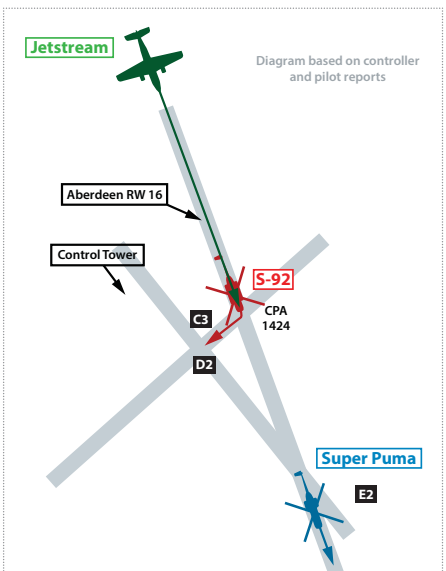 Jetstream
Diagram based on controller
and pilot reports
Aberdeen RW 16
Control Tower
S-92
CPA
1424
C3
D2
Super Puma
E2